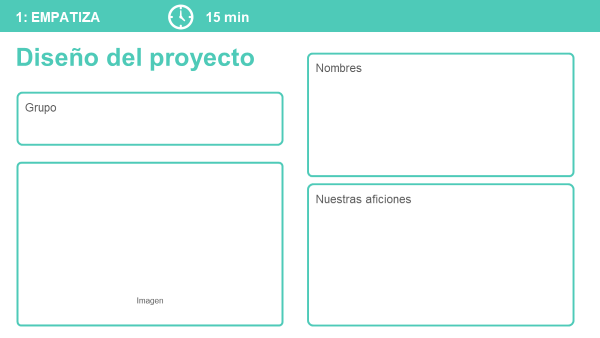 1: EMPATIZA
15 min
Diseño del proyecto
Grupo
Imagen
Nombres
Nuestras aficiones